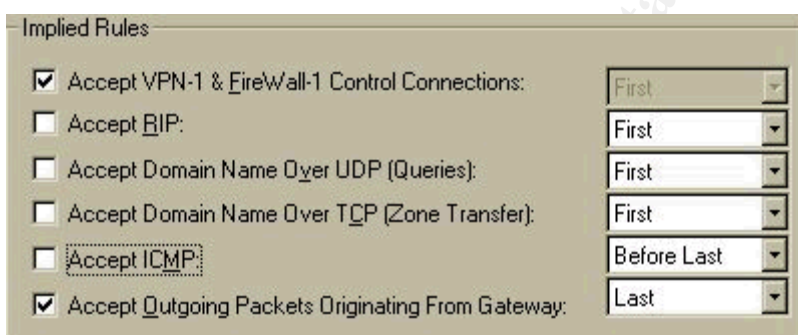 Implied Rules
Accept VPN-1 & FireWall-1 Control Connections: First
Accept RIP: First
Accept Domain Name Over UDP (Queries): First
Accept Domain Name Over TCP (Zone Transfer): First
Accept ICMP: Before Last
Accept Outgoing Packets Originating From Gateway: Last